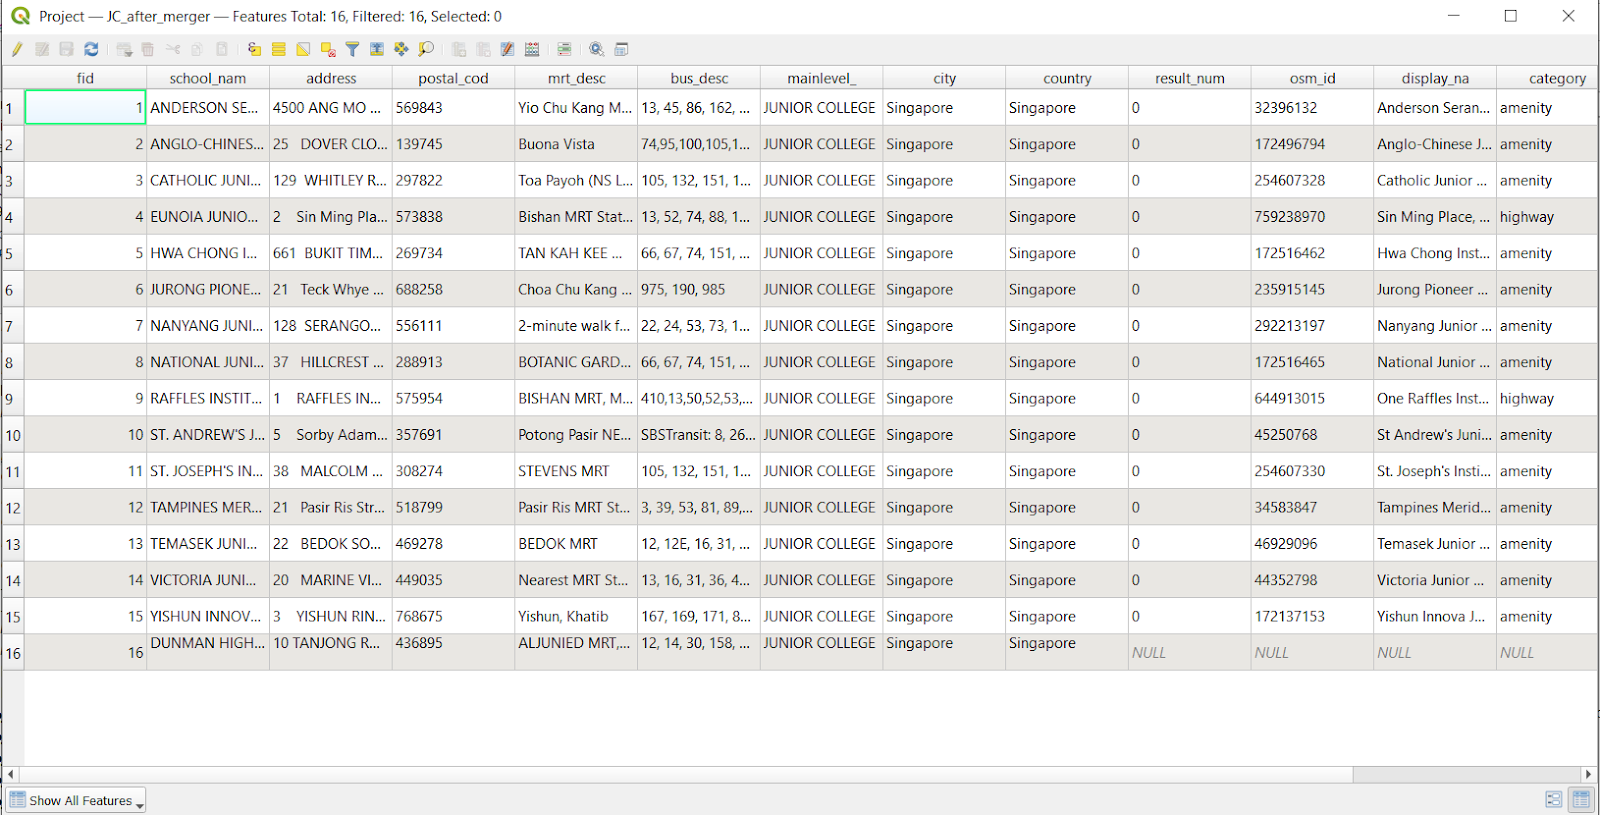 Project — JC_after_merger — Features Total: 16, Filtered: 16, Selected: 0
fid school_nam address postal_cod mrt_desc bus_desc mainlevel_ city country result_num osm_id display_na category
1 1 ANDERSON SE... 4500 ANG MO ... 569843 Yio Chu Kang M... 13, 45, 86, 162, ... JUNIOR COLLEGE Singapore Singapore 0 32396132 Anderson Seran... amenity
2 2 ANGLO-CHINES... 25 DOVER CLO... 139745 Buona Vista 74,95,100,105,1... JUNIOR COLLEGE Singapore Singapore 0 172496794 Anglo-Chinese J... amenity
3 3 CATHOLIC JUNI... 129 WHITLEY R... 297822 Toa Payoh (NS L... 105, 132, 151, 1... JUNIOR COLLEGE Singapore Singapore 0 254607328 Catholic Junior ... amenity
4 4 EUNOIA JUNIO... 2 Sin Ming Pla... 573838 Bishan MRT Stat... 13, 52, 74, 88, 1... JUNIOR COLLEGE Singapore Singapore 0 759238970 Sin Ming Place, ... highway
5 5 HWA CHONG I... 661 BUKIT TIM... 269734 TAN KAH KEE ... 66, 67, 74, 151, ... JUNIOR COLLEGE Singapore Singapore 0 172516462 Hwa Chong Inst... amenity
6 6 JURONG PIONE... 21 Teck Whye ... 688258 Choa Chu Kang ... 975, 190, 985 JUNIOR COLLEGE Singapore Singapore 0 235915145 Jurong Pioneer ... amenity
7 7 NANYANG JUNI... 128 SERANGO... 556111 2-minute walk f... 22, 24, 53, 73, 1... JUNIOR COLLEGE Singapore Singapore 0 292213197 Nanyang Junior ... amenity
8 8 NATIONAL JUNI... 37 HILLCREST ... 288913 BOTANIC GARD... 66, 67, 74, 151, ... JUNIOR COLLEGE Singapore Singapore 0 172516465 National Junior ... amenity
9 9 RAFFLES INSTIT... 1 RAFFLES IN... 575954 BISHAN MRT, M... 410,13,50,52,53,... JUNIOR COLLEGE Singapore Singapore 0 644913015 One Raffles Inst... highway
10 10 ST. ANDREW'S J... 5 Sorby Adam... 357691 Potong Pasir NE... SBSTransit: 8, 26... JUNIOR COLLEGE Singapore Singapore 0 45250768 St Andrew's Juni... amenity
11 11 ST. JOSEPH'S IN... 38 MALCOLM ... 308274 STEVENS MRT 105, 132, 151, 1... JUNIOR COLLEGE Singapore Singapore 0 254607330 St. Joseph's Insti... amenity
12 12 TAMPINES MER... 21 Pasir Ris Str... 518799 Pasir Ris MRT St... 3, 39, 53, 81, 89,... JUNIOR COLLEGE Singapore Singapore 0 34583847 Tampines Merid... amenity
13 13 TEMASEK JUNI... 22 BEDOK SO... 469278 BEDOK MRT 12, 12E, 16, 31, ... JUNIOR COLLEGE Singapore Singapore 0 46929096 Temasek Junior ... amenity
14 14 VICTORIA JUNI... 20 MARINE VI... 449035 Nearest MRT St... 13, 16, 31, 36, 4... JUNIOR COLLEGE Singapore Singapore 0 44352798 Victoria Junior ... amenity
15 15 YISHUN INNOV... 3 YISHUN RIN... 768675 Yishun, Khatib 167, 169, 171, 8... JUNIOR COLLEGE Singapore Singapore 0 172137153 Yishun Innova J... amenity
16 16 DUNMAN HIGH... 10 TANJONG R... 436895 ALJUNIED MRT,... 12, 14, 30, 158, ... JUNIOR COLLEGE Singapore Singapore NULL NULL NULL NULL
Show All Features